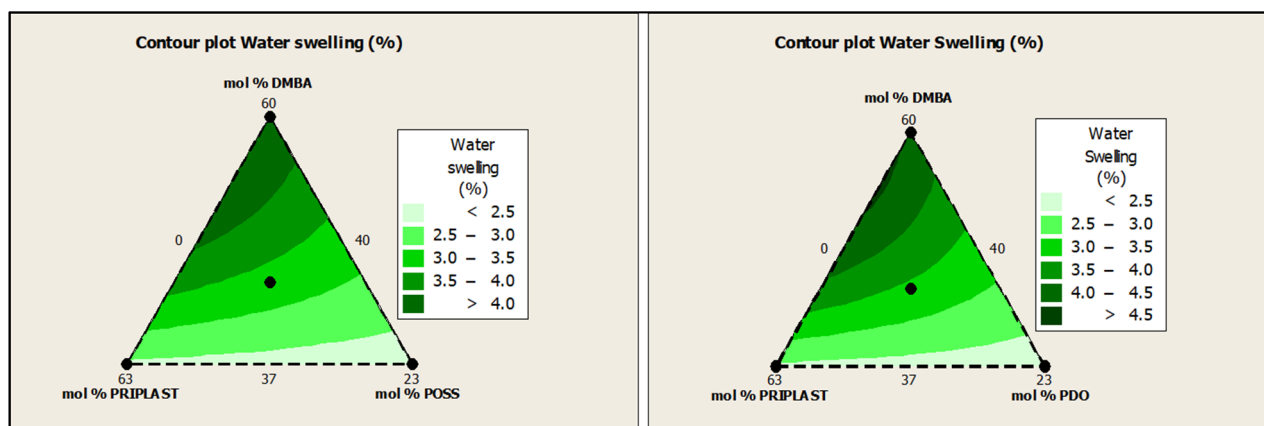 Contour plot Water swelling (%)
mol % DMBA
60
0
40
63
37
23
mol % PRIPLAST
mol % POSS
Water
swelling
(%)
< 2.5
2.5 – 3.0
3.0 – 3.5
3.5 – 4.0
> 4.0
Contour plot Water Swelling (%)
mol % DMBA
60
0
40
63
37
23
mol % PRIPLAST
mol % PDO
Water
Swelling
(%)
< 2.5
2.5 – 3.0
3.0 – 3.5
3.5 – 4.0
4.0 – 4.5
> 4.5